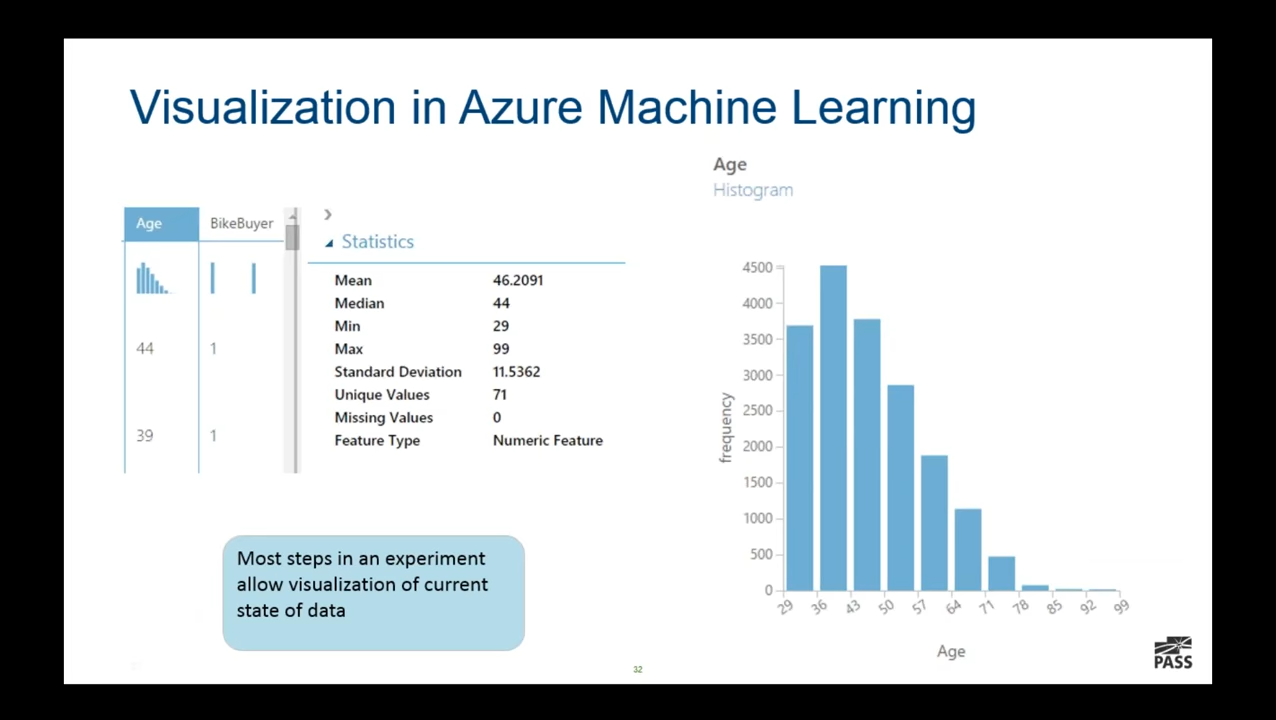 Visualization in Azure Machine Learning
Age BikeBuyer
44 1
39 1
Statistics
Mean 46.2091
Median 44
Min 29
Max 99
Standard Deviation 11.5362
Unique Values 71
Missing Values 0
Feature Type Numeric Feature
Most steps in an experiment
allow visualization of current
state of data
Age
Histogram
frequency
4500
4000
3500
3000
2500
2000
1500
1000
500
0
29 36 43 50 57 64 71 78 85 92 99
Age
32
PASS